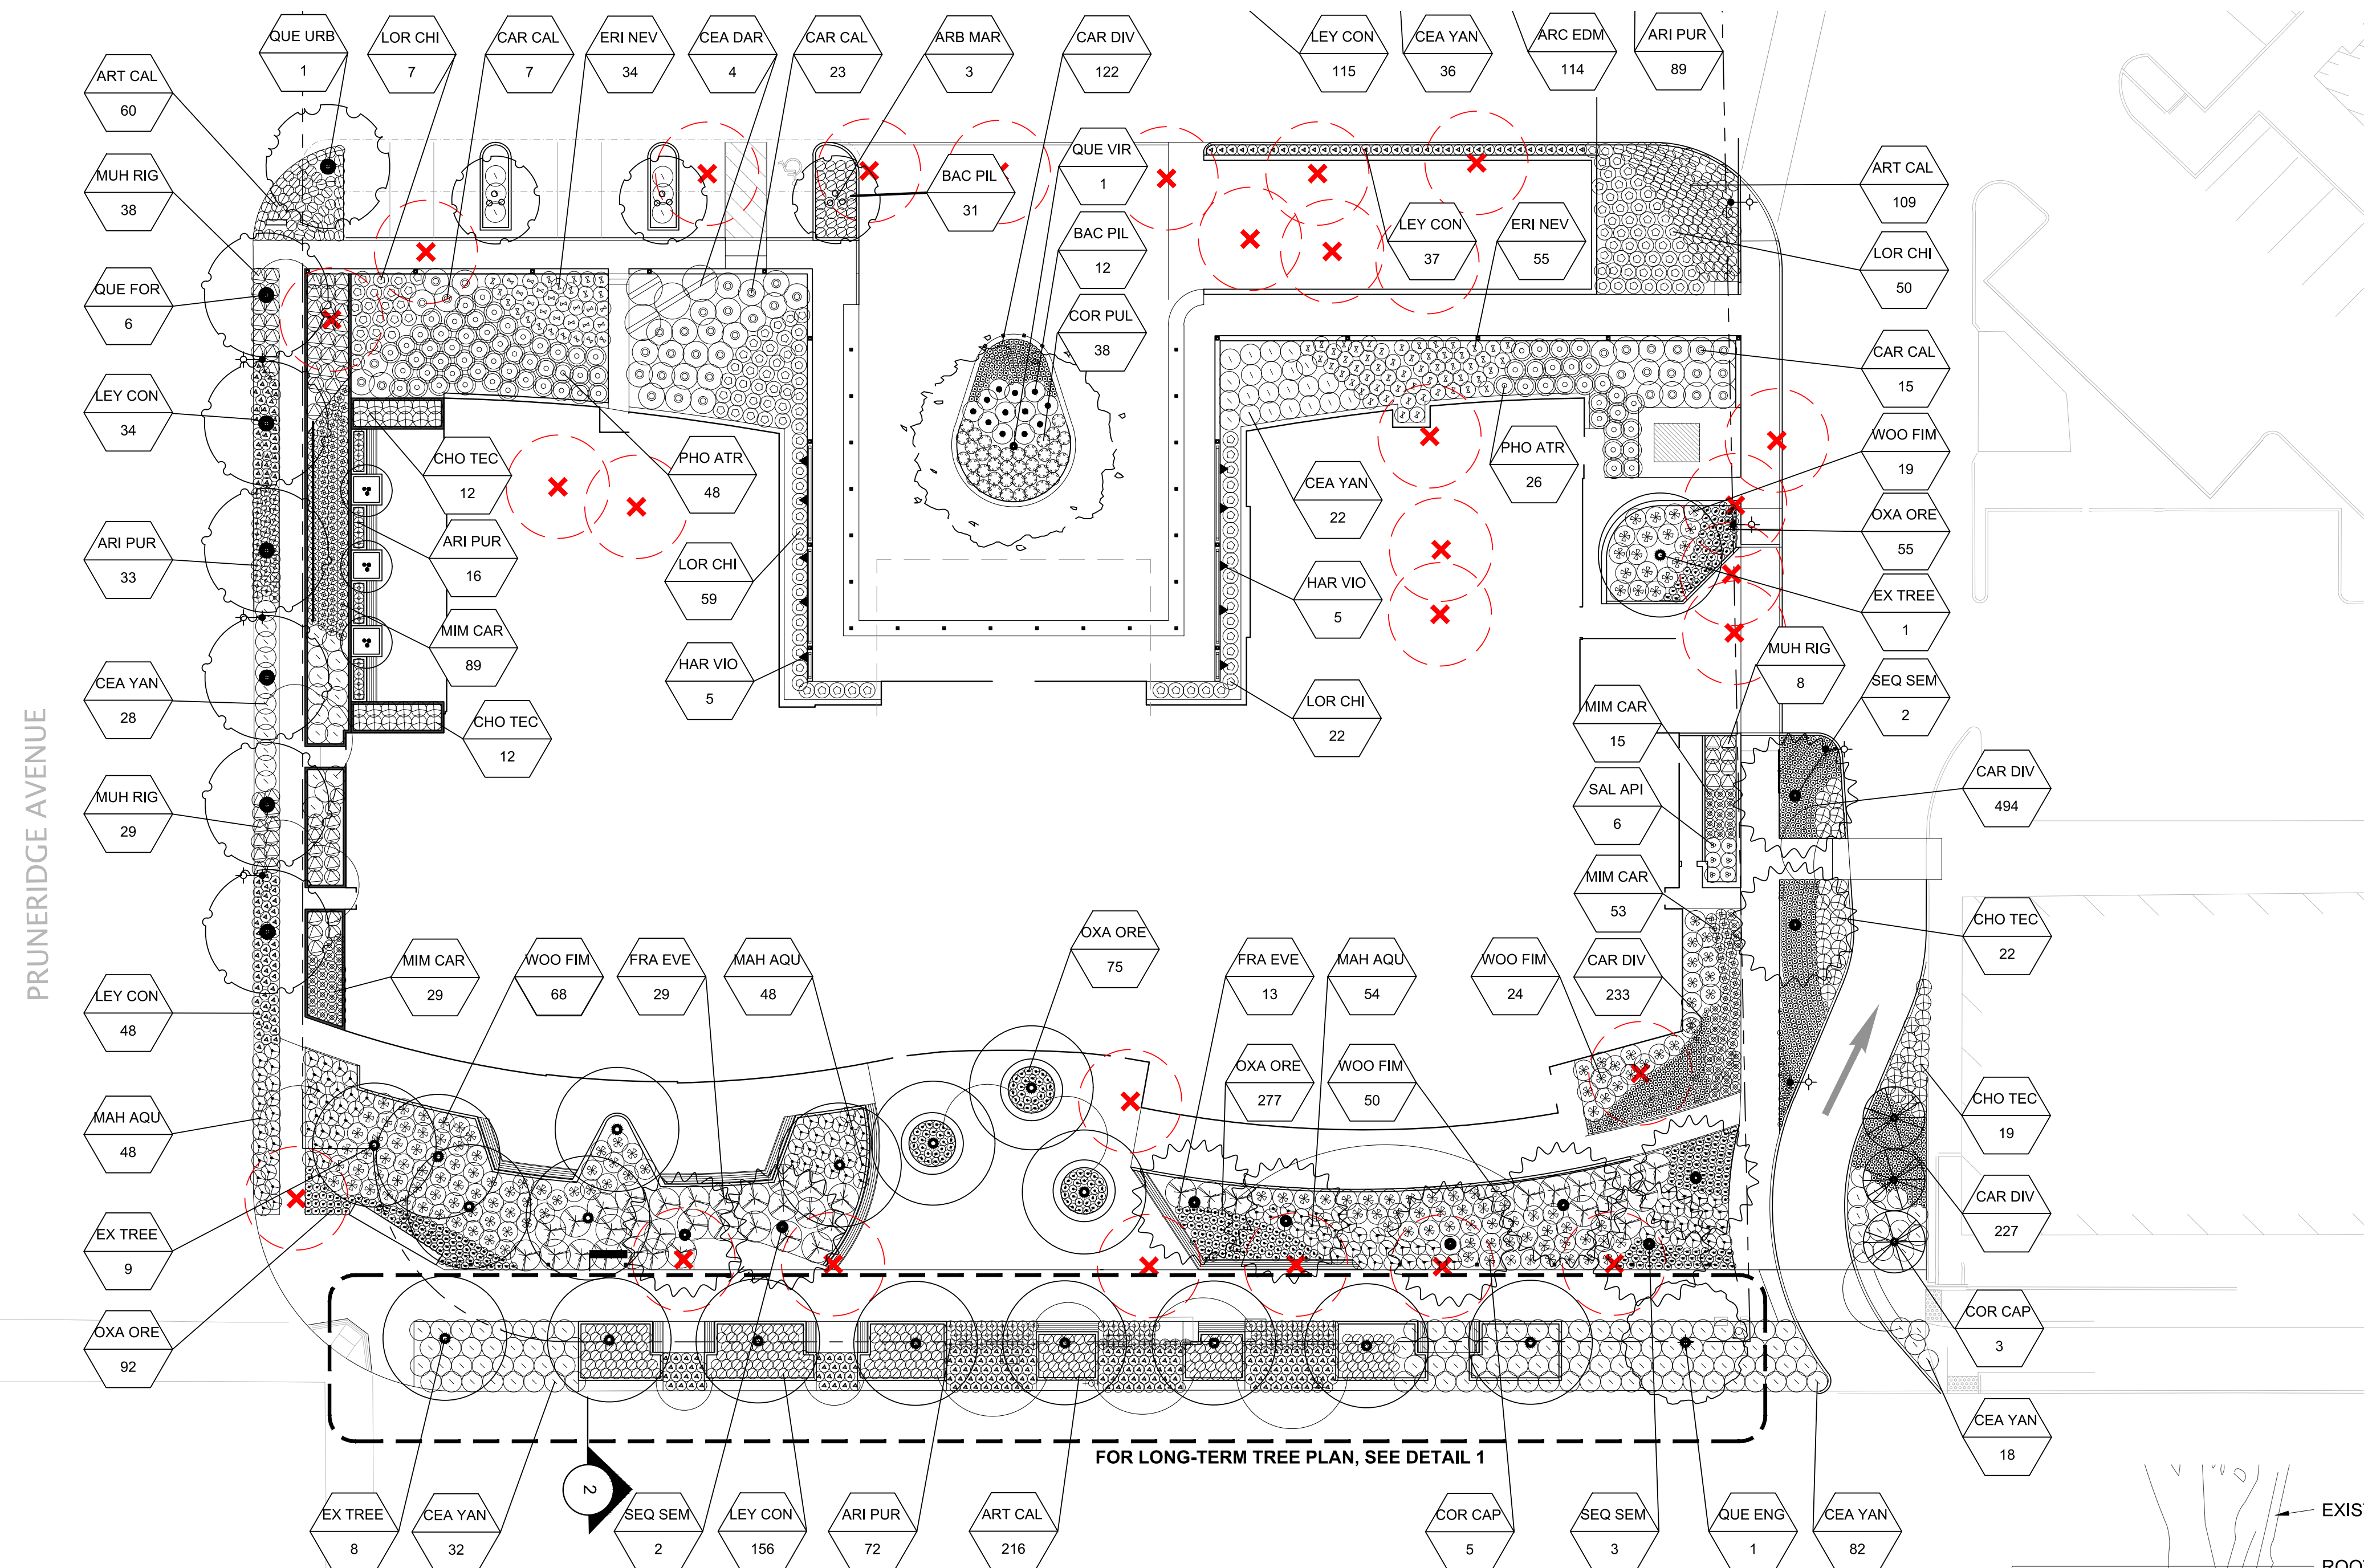 QUE URB
1
LOR CHI
7
CAR CAL
7
ERI NEV
34
CEA DAR
4
CAR CAL
23
ARB MAR
3
CAR DIV
122
LEY CON
115
CEA YAN
36
ARC EDM
114
ARI PUR
89
ART CAL
60
MUH RIG
38
QUE FOR
6
LEY CON
34
ARI PUR
33
CEA YAN
28
MUH RIG
29
LEY CON
48
MAH AQU
48
EX TREE
9
OXA ORE
92
PRUNERIDGE AVENUE
BAC PIL
31
QUE VIR
1
BAC PIL
12
COR PUL
38
LEY CON
37
ERI NEV
55
CHO TEC
12
ARI PUR
16
MIM CAR
89
CHO TEC
12
PHO ATR
48
LOR CHI
59
HAR VIO
5
CEA YAN
22
HAR VIO
5
LOR CHI
22
PHO ATR
26
ART CAL
109
LOR CHI
50
CAR CAL
15
WOO FIM
19
OXA ORE
55
EX TREE
1
MUH RIG
8
SEQ SEM
2
MIM CAR
15
SAL API
6
MIM CAR
53
CAR DIV
494
CHO TEC
22
CHO TEC
19
CAR DIV
227
COR CAP
3
CEA YAN
18
MIM CAR
29
WOO FIM
68
FRA EVE
29
MAH AQU
48
OXA ORE
75
FRA EVE
13
MAH AQU
54
WOO FIM
24
CAR DIV
233
OXA ORE
277
WOO FIM
50
FOR LONG-TERM TREE PLAN, SEE DETAIL 1
2
EX TREE
8
CEA YAN
32
SEQ SEM
2
LEY CON
156
ARI PUR
72
ART CAL
216
COR CAP
5
SEQ SEM
3
QUE ENG
1
CEA YAN
82